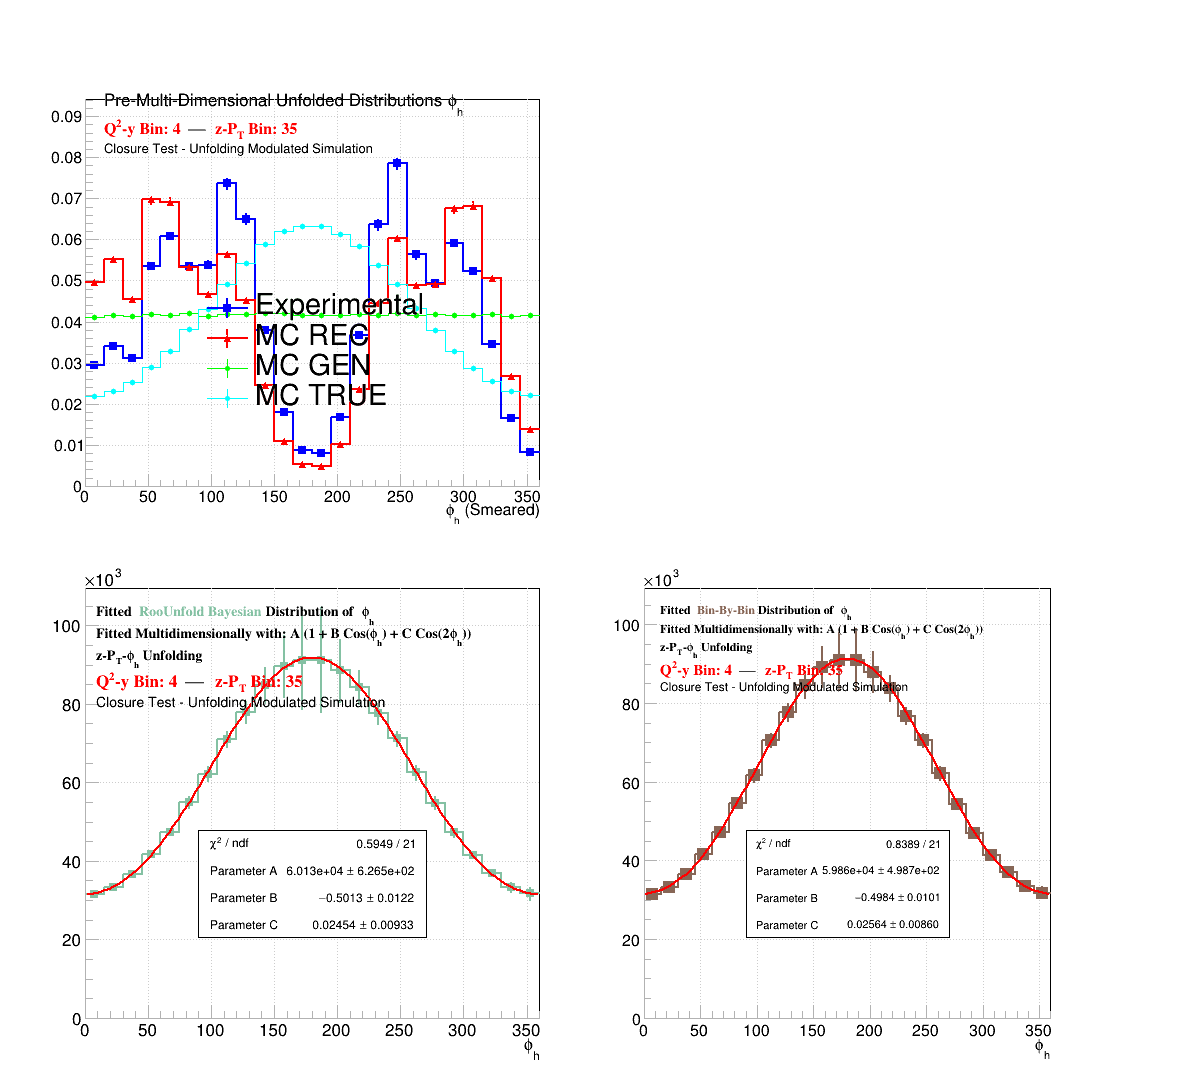 Pre-Multi-Dimensional Unfolded Distributions ϕh
Q2-y Bin: 4 — z-PT Bin: 35
Closure Test - Unfolding Modulated Simulation
0.09
0.08
0.07
0.06
0.05
0.04
0.03
0.02
0.01
0
Experimental
MC REC
MC GEN
MC TRUE
0 50 100 150 200 250 300 350
ϕh (Smeared)
×103
Fitted RooUnfold Bayesian Distribution of ϕh
Fitted Multidimensionally with: A (1 + B Cos(ϕh) + C Cos(2ϕh))
z-PT-ϕh Unfolding
Q2-y Bin: 4 — z-PT Bin: 35
Closure Test - Unfolding Modulated Simulation
100
80
60
40
20
0
χ2 / ndf 0.5949 / 21
Parameter A 6.013e+04 ± 6.265e+02
Parameter B −0.5013 ± 0.0122
Parameter C 0.02454 ± 0.00933
0 50 100 150 200 250 300 350
ϕh
×103
Fitted Bin-By-Bin Distribution of ϕh
Fitted Multidimensionally with: A (1 + B Cos(ϕh) + C Cos(2ϕh))
z-PT-ϕh Unfolding
Q2-y Bin: 4 — z-PT Bin: 35
Closure Test - Unfolding Modulated Simulation
100
80
60
40
20
0
χ2 / ndf 0.8389 / 21
Parameter A 5.986e+04 ± 4.987e+02
Parameter B −0.4984 ± 0.0101
Parameter C 0.02564 ± 0.00860
0 50 100 150 200 250 300 350
ϕh